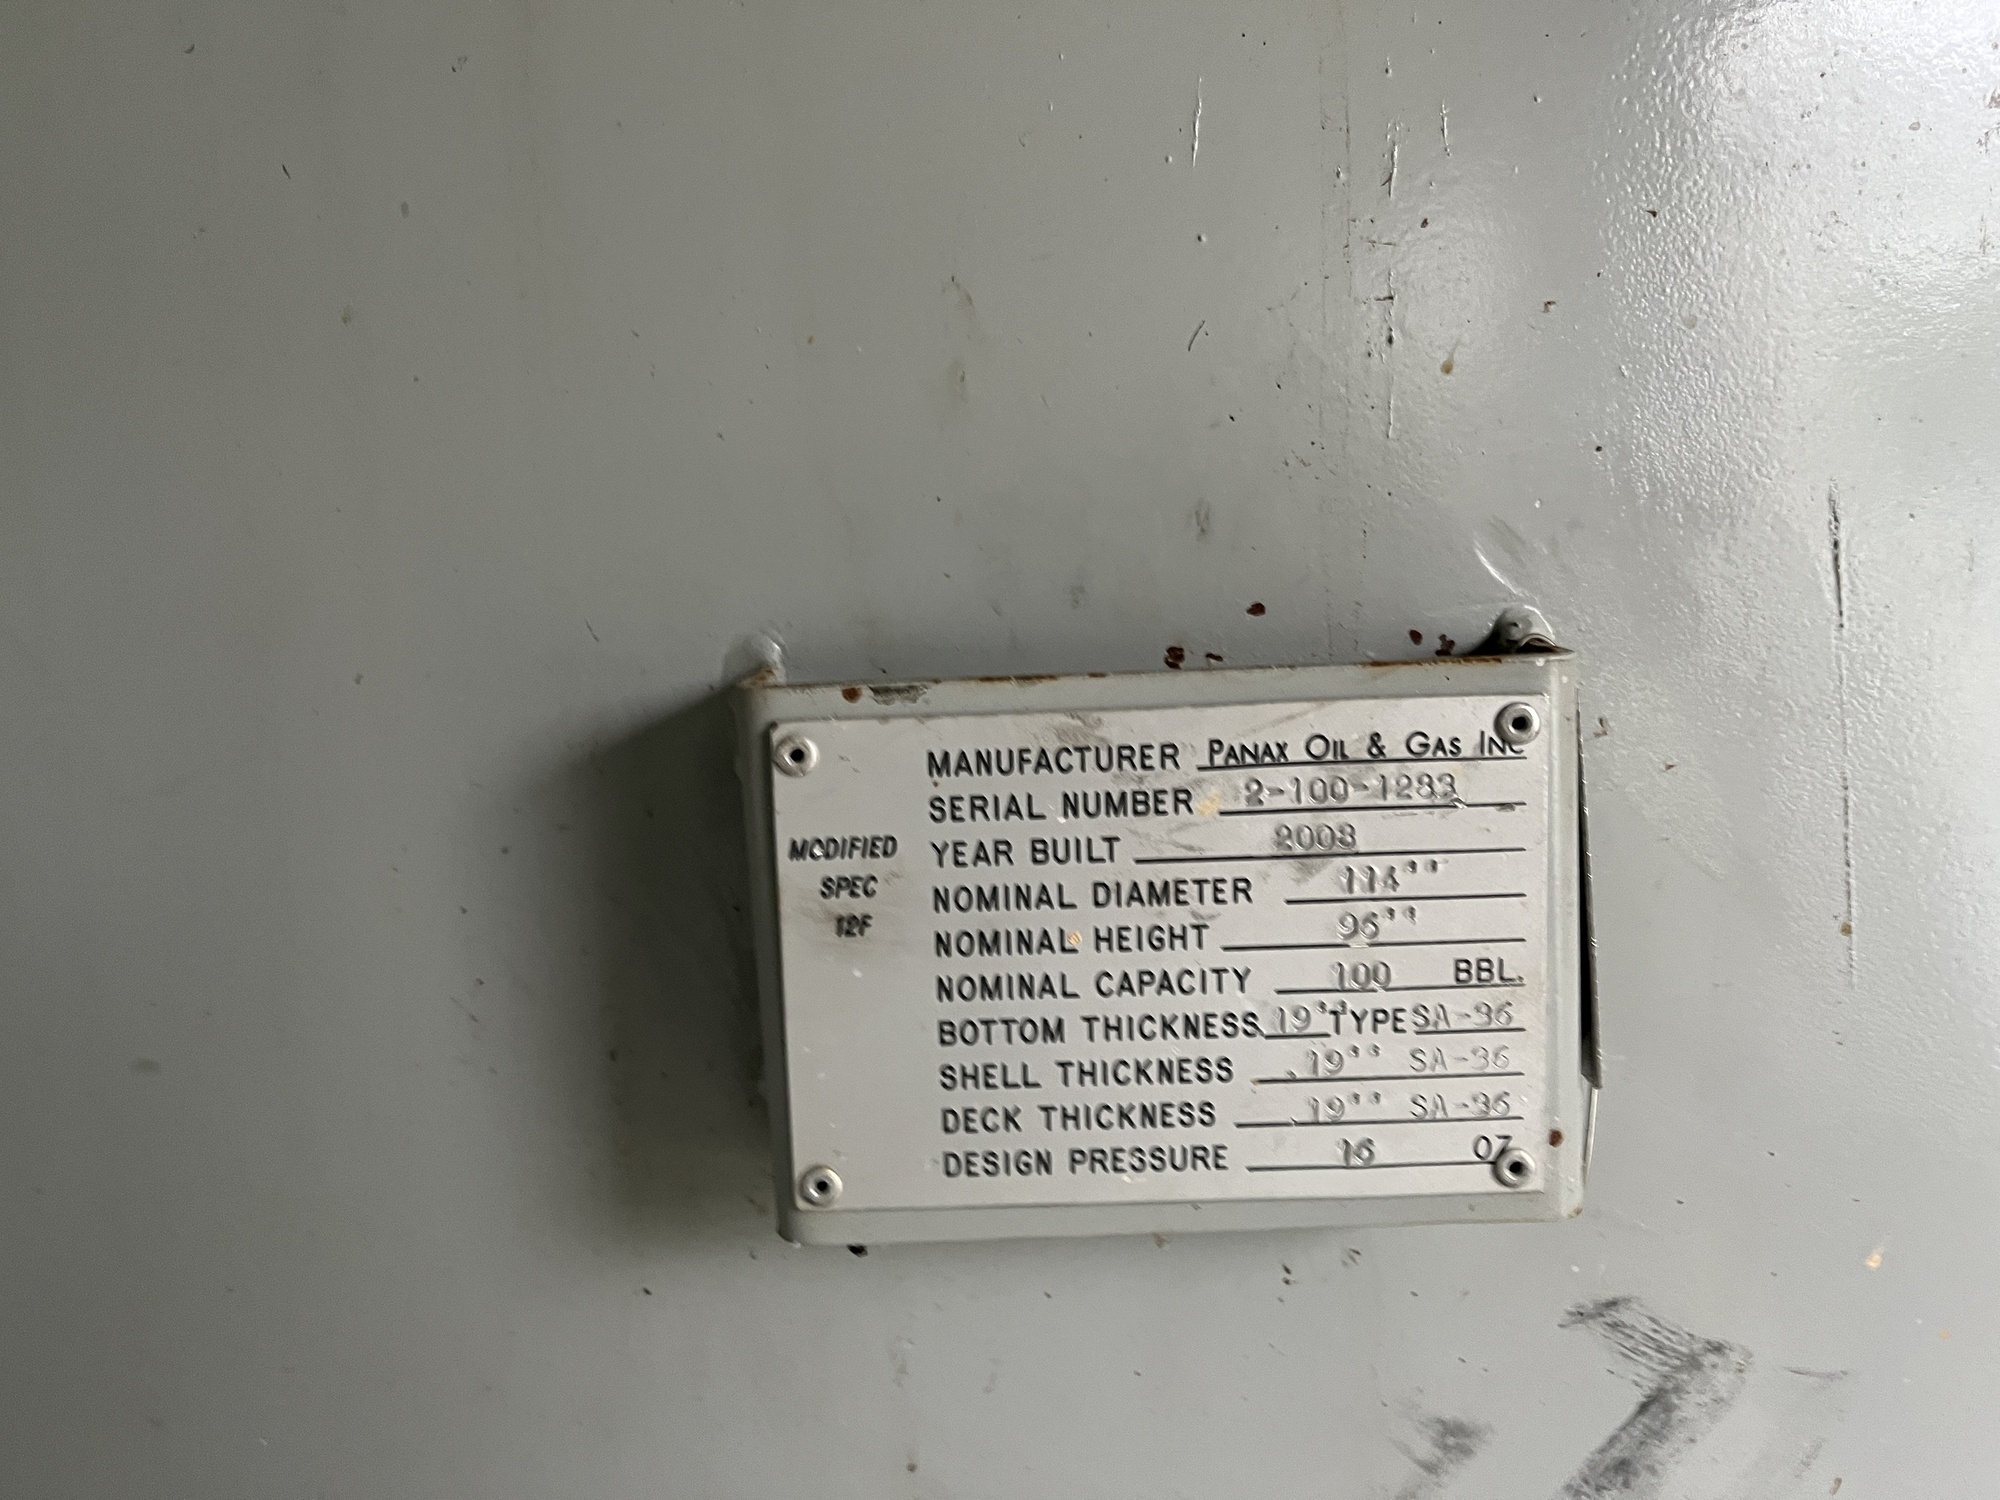 MANUFACTURER PANAX OIL & GAS INC
SERIAL NUMBER 2-100-1283
YEAR BUILT 2008
NOMINAL DIAMETER 114"
NOMINAL HEIGHT 96"
NOMINAL CAPACITY 100 BBL.
BOTTOM THICKNESS .19" TYPE SA-36
SHELL THICKNESS .19" SA-36
DECK THICKNESS .19" SA-36
DESIGN PRESSURE 16 OZ
MODIFIED
SPEC
12F